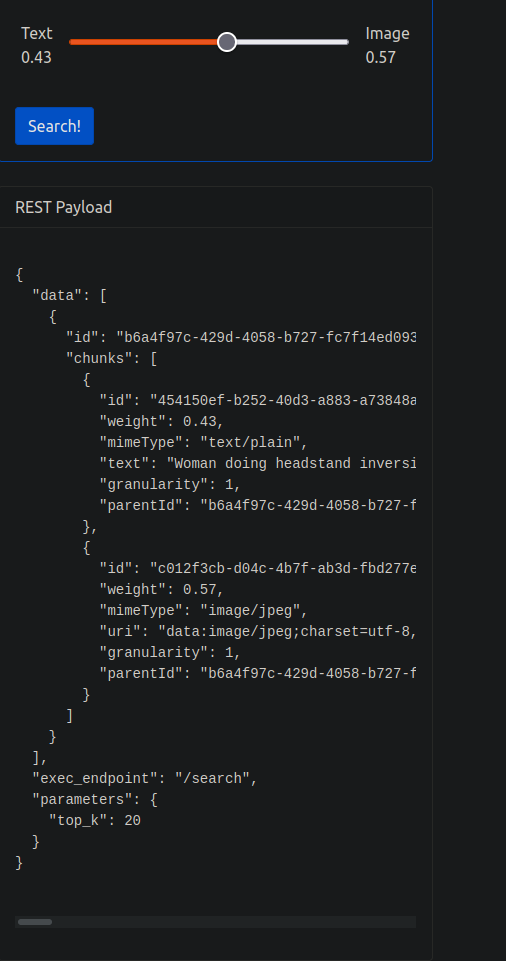 Text
Image
0.43
0.57
Search!
REST Payload
{
  "data": [
    {
      "id": "b6a4f97c-429d-4058-b727-fc7f14ed093
      "chunks": [
        {
          "id": "454150ef-b252-40d3-a883-a73848a
          "weight": 0.43,
          "mimeType": "text/plain",
          "text": "Woman doing headstand inversi
          "granularity": 1,
          "parentId": "b6a4f97c-429d-4058-b727-f
        },
        {
          "id": "c012f3cb-d04c-4b7f-ab3d-fbd277e
          "weight": 0.57,
          "mimeType": "image/jpeg",
          "uri": "data:image/jpeg;charset=utf-8,
          "granularity": 1,
          "parentId": "b6a4f97c-429d-4058-b727-f
        }
      ]
    }
  ],
  "exec_endpoint": "/search",
  "parameters": {
    "top_k": 20
  }
}